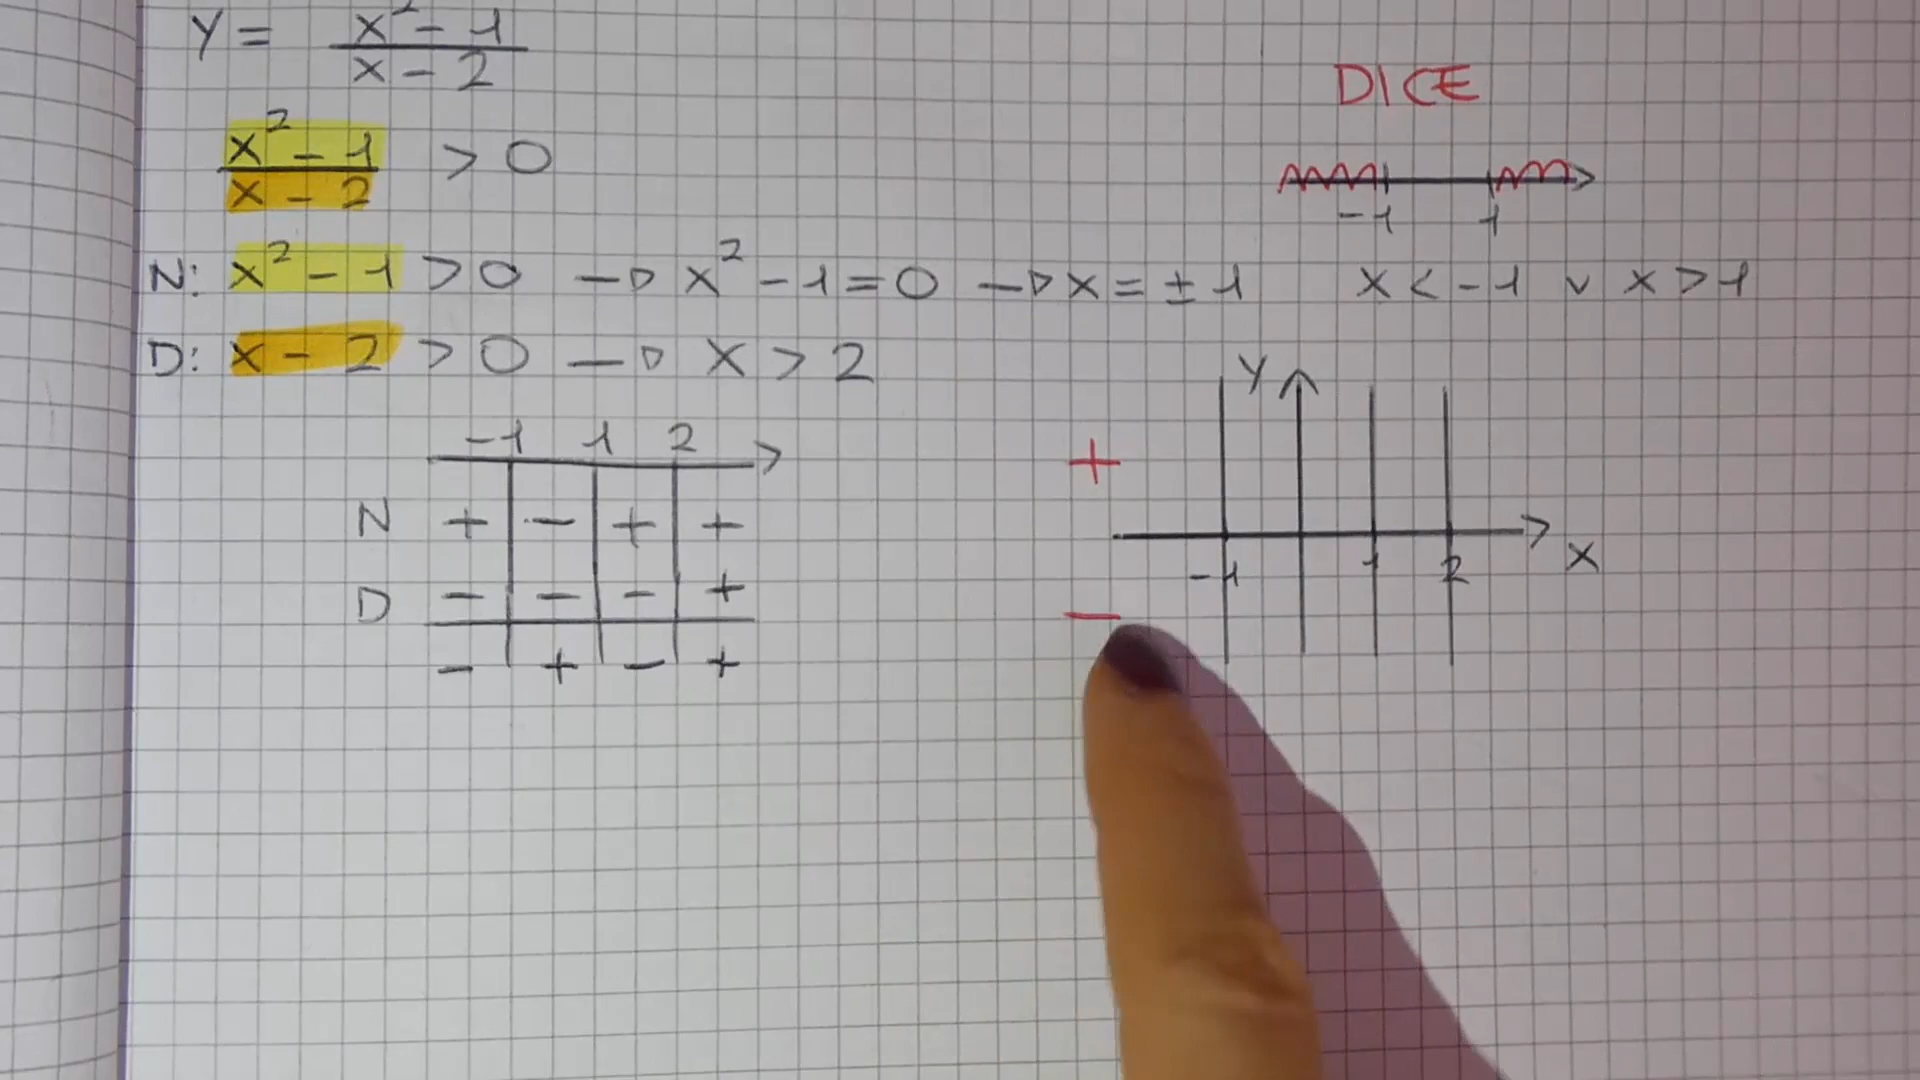 Y = x² - 1 / x - 2
DICE
x² - 1 / x - 2 > 0
-1 1
N: x² - 1 > 0 → x² - 1 = 0 → x = ± 1 x < -1 ∨ x > 1
D: x - 2 > 0 → x > 2
-1 1 2
N + - + +
D - - - +
- + - +
Y
+
X
-1 1 2
-